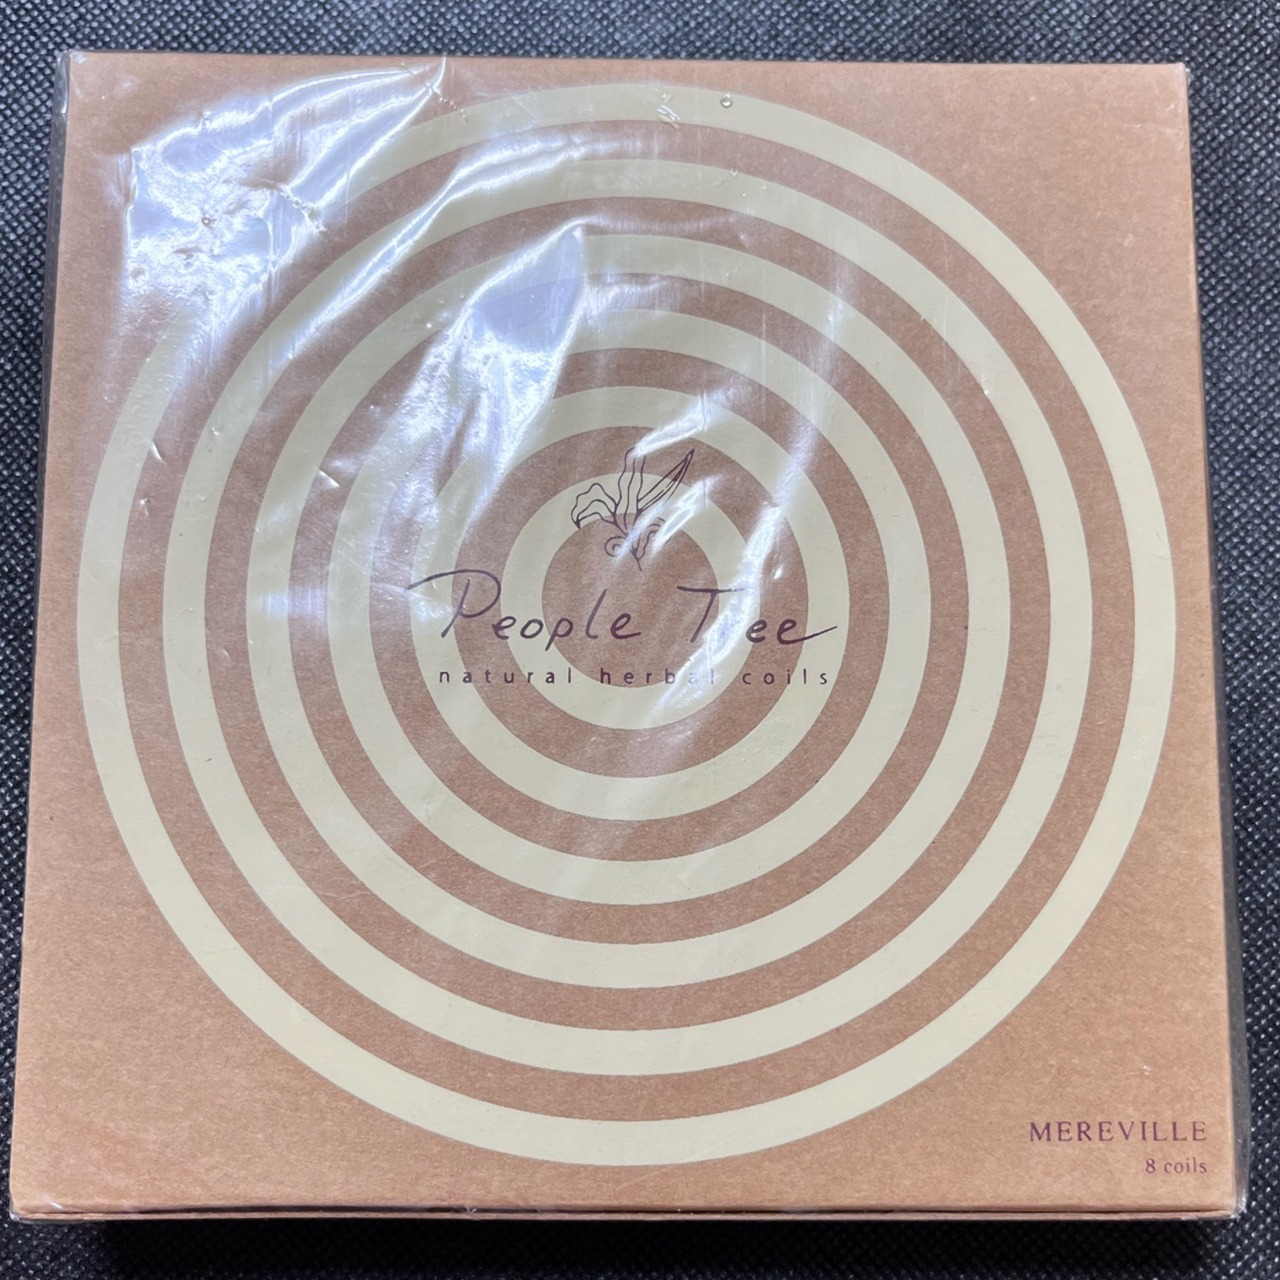 People Tree
natural herbal coils
MEREVILLE
8 coils